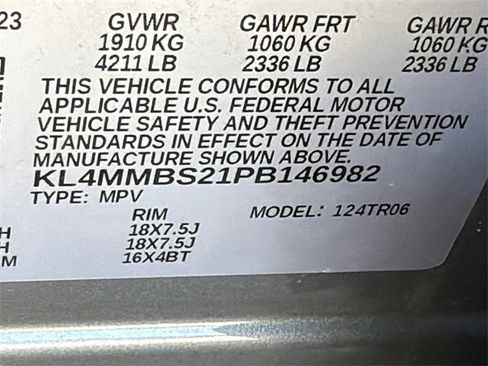 23 GVWR GAWR FRT GAWR R
1910 KG 1060 KG 1060 KG
4211 LB 2336 LB 2336 LB
THIS VEHICLE CONFORMS TO ALL
APPLICABLE U.S. FEDERAL MOTOR
VEHICLE SAFETY AND THEFT PREVENTION
STANDARDS IN EFFECT ON THE DATE OF
MANUFACTURE SHOWN ABOVE.
KL4MMBS21PB146982
TYPE: MPV
RIM MODEL: 124TR06
H 18X7.5J
H 18X7.5J
M 16X4BT